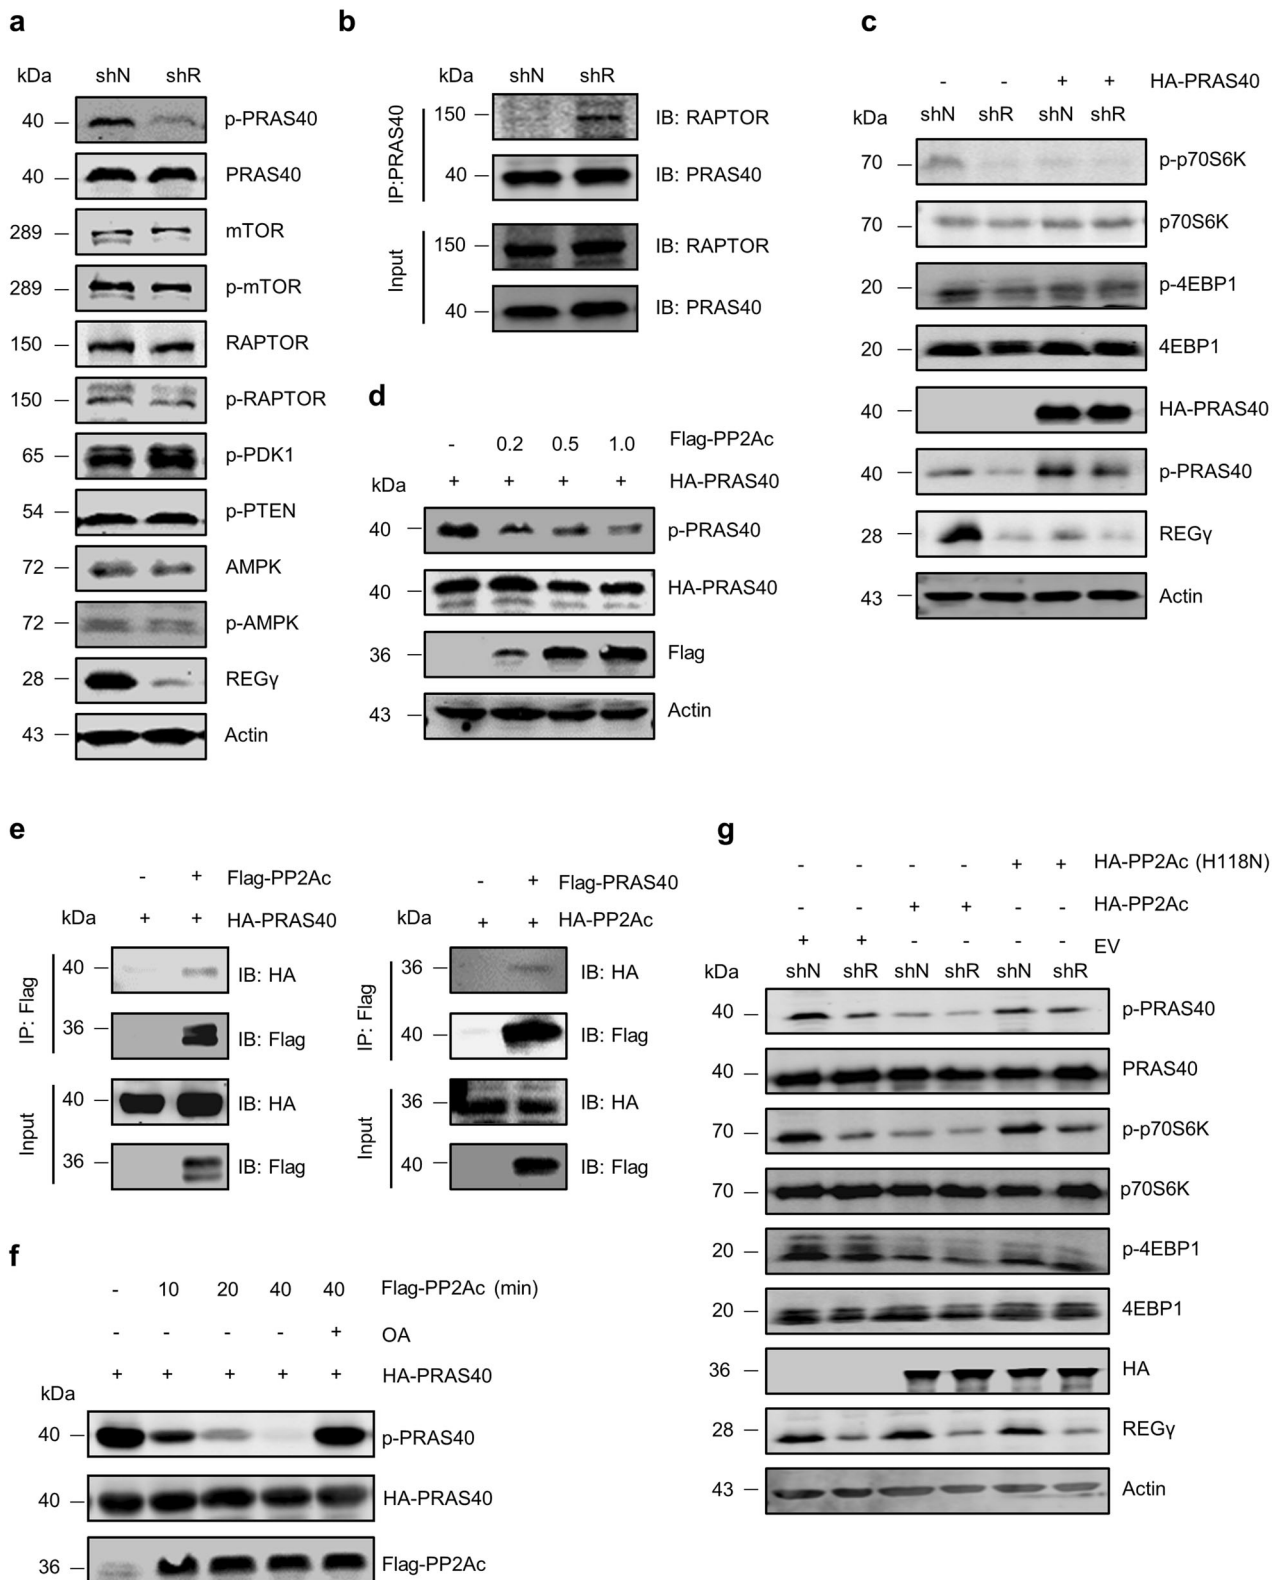 a
kDa shN shR
40 p-PRAS40
40 PRAS40
289 mTOR
289 p-mTOR
150 RAPTOR
150 p-RAPTOR
65 p-PDK1
54 p-PTEN
72 AMPK
72 p-AMPK
28 REGγ
43 Actin
b
kDa shN shR
IP:PRAS40
150 IB: RAPTOR
40 IB: PRAS40
Input
150 IB: RAPTOR
40 IB: PRAS40
c
- - + + HA-PRAS40
kDa shN shR shN shR
70 p-p70S6K
70 p70S6K
20 p-4EBP1
20 4EBP1
40 HA-PRAS40
40 p-PRAS40
28 REGγ
43 Actin
d
- 0.2 0.5 1.0 Flag-PP2Ac
kDa + + + + HA-PRAS40
40 p-PRAS40
40 HA-PRAS40
36 Flag
43 Actin
e
- + Flag-PP2Ac
kDa + + HA-PRAS40
IP: Flag
40 IB: HA
36 IB: Flag
Input
40 IB: HA
36 IB: Flag
- + Flag-PRAS40
kDa + + HA-PP2Ac
IP: Flag
36 IB: HA
40 IB: Flag
Input
36 IB: HA
40 IB: Flag
f
- 10 20 40 40 Flag-PP2Ac (min)
- - - - + OA
+ + + + + HA-PRAS40
kDa
40 p-PRAS40
40 HA-PRAS40
36 Flag-PP2Ac
g
- - - - + + HA-PP2Ac (H118N)
- - + + - - HA-PP2Ac
+ + - - - - EV
kDa shN shR shN shR shN shR
40 p-PRAS40
40 PRAS40
70 p-p70S6K
70 p70S6K
20 p-4EBP1
20 4EBP1
36 HA
28 REGγ
43 Actin